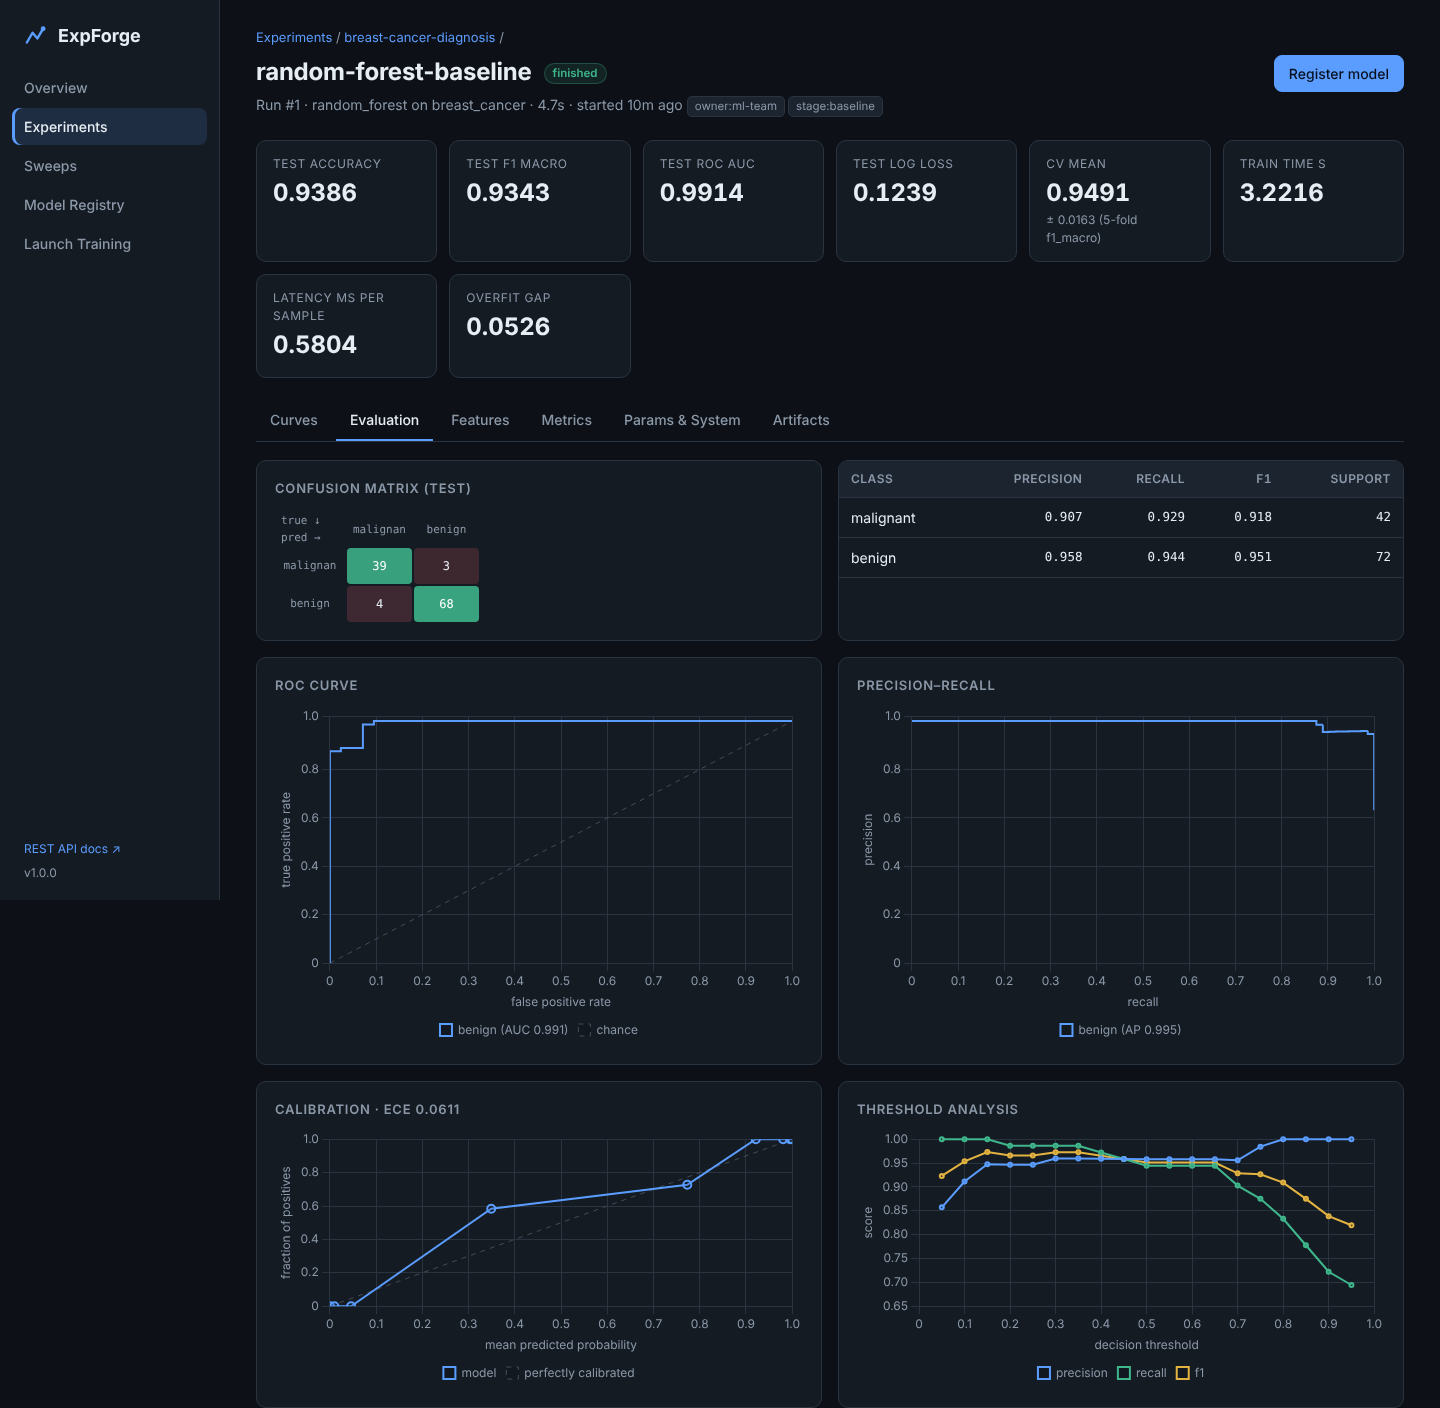 ExpForge
Overview
Experiments
Sweeps
Model Registry
Launch Training
REST API docs ↗
v1.0.0
Experiments / breast-cancer-diagnosis /
random-forest-baseline finished
Register model
Run #1 · random_forest on breast_cancer · 4.7s · started 10m ago owner:ml-team stage:baseline
TEST ACCURACY
0.9386
TEST F1 MACRO
0.9343
TEST ROC AUC
0.9914
TEST LOG LOSS
0.1239
CV MEAN
0.9491
± 0.0163 (5-fold
f1_macro)
TRAIN TIME S
3.2216
LATENCY MS PER
SAMPLE
0.5804
OVERFIT GAP
0.0526
Curves Evaluation Features Metrics Params & System Artifacts
CONFUSION MATRIX (TEST)
true ↓
pred →
malignant benign
malignan 39 3
benign 4 68
CLASS PRECISION RECALL F1 SUPPORT
malignant 0.907 0.929 0.918 42
benign 0.958 0.944 0.951 72
ROC CURVE
1.0
0.8
0.6
0.4
0.2
0
true positive rate
0 0.1 0.2 0.3 0.4 0.5 0.6 0.7 0.8 0.9 1.0
false positive rate
benign (AUC 0.991) chance
PRECISION–RECALL
1.0
0.8
0.6
0.4
0.2
0
precision
0 0.1 0.2 0.3 0.4 0.5 0.6 0.7 0.8 0.9 1.0
recall
benign (AP 0.995)
CALIBRATION · ECE 0.0611
1.0
0.8
0.6
0.4
0.2
0
fraction of positives
0 0.1 0.2 0.3 0.4 0.5 0.6 0.7 0.8 0.9 1.0
mean predicted probability
model perfectly calibrated
THRESHOLD ANALYSIS
1.00
0.95
0.90
0.85
0.80
0.75
0.70
0.65
score
0 0.1 0.2 0.3 0.4 0.5 0.6 0.7 0.8 0.9 1.0
decision threshold
precision recall f1